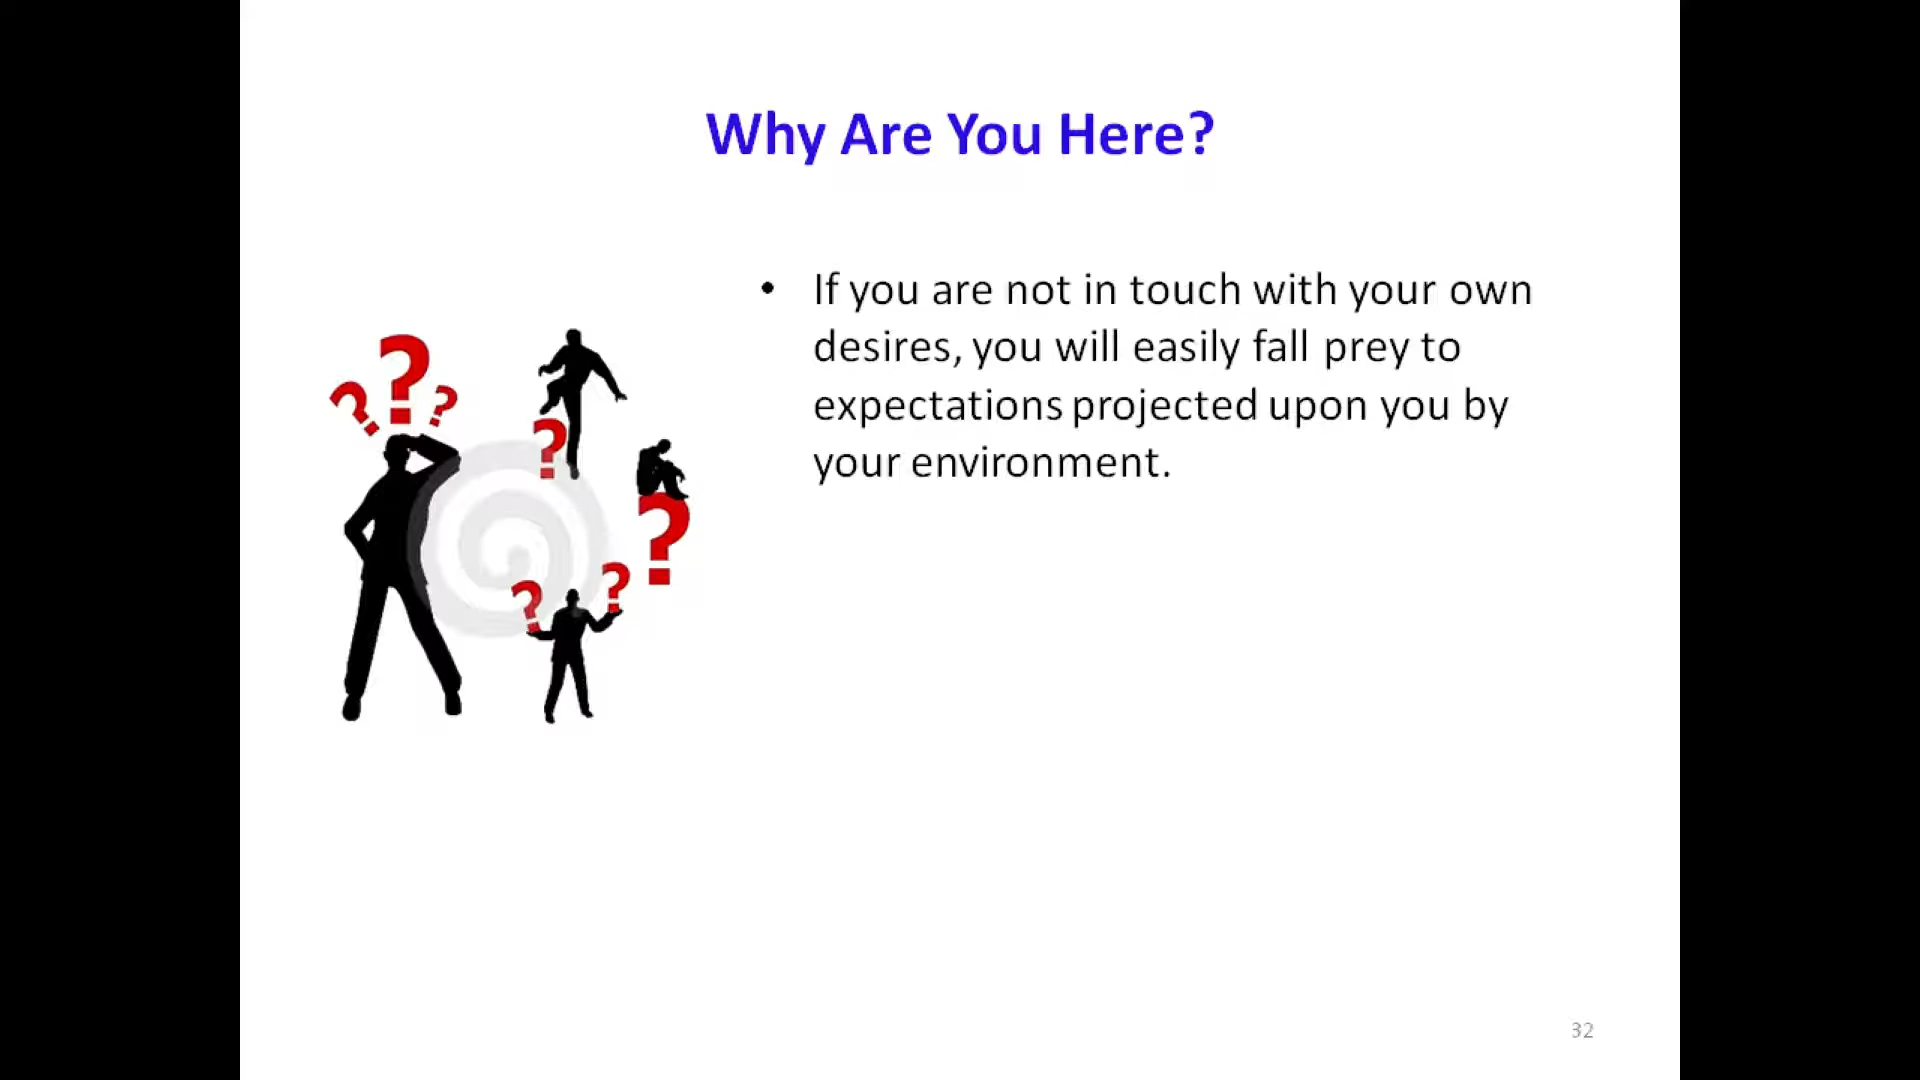 Why Are You Here?
• If you are not in touch with your own
desires, you will easily fall prey to
expectations projected upon you by
your environment.
? ? ?
?
?
? ?
32